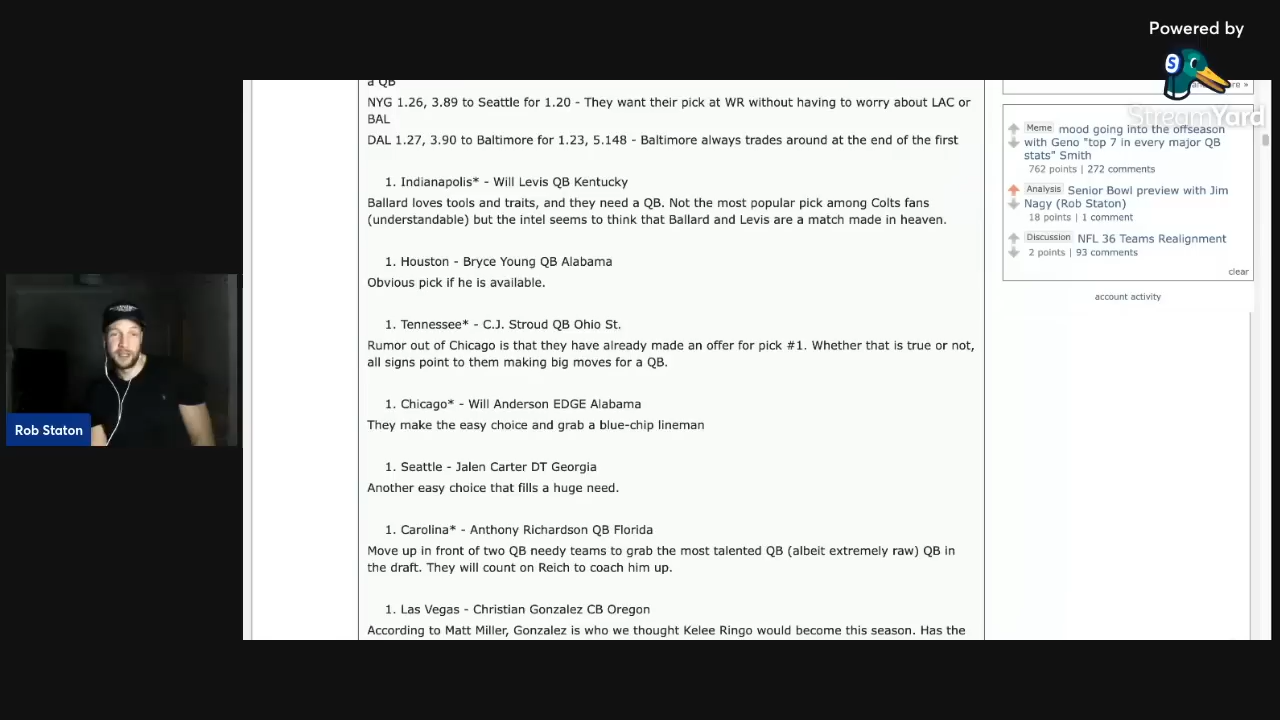 Powered by
StreamYard
a QB
NYG 1.26, 3.89 to Seattle for 1.20 - They want their pick at WR without having to worry about LAC or
BAL
DAL 1.27, 3.90 to Baltimore for 1.23, 5.148 - Baltimore always trades around at the end of the first
1. Indianapolis* - Will Levis QB Kentucky
Ballard loves tools and traits, and they need a QB. Not the most popular pick among Colts fans
(understandable) but the intel seems to think that Ballard and Levis are a match made in heaven.
1. Houston - Bryce Young QB Alabama
Obvious pick if he is available.
1. Tennessee* - C.J. Stroud QB Ohio St.
Rumor out of Chicago is that they have already made an offer for pick #1. Whether that is true or not,
all signs point to them making big moves for a QB.
1. Chicago* - Will Anderson EDGE Alabama
They make the easy choice and grab a blue-chip lineman
1. Seattle - Jalen Carter DT Georgia
Another easy choice that fills a huge need.
1. Carolina* - Anthony Richardson QB Florida
Move up in front of two QB needy teams to grab the most talented QB (albeit extremely raw) QB in
the draft. They will count on Reich to coach him up.
1. Las Vegas - Christian Gonzalez CB Oregon
According to Matt Miller, Gonzalez is who we thought Kelee Ringo would become this season. Has the
Meme mood going into the offseason
with Geno "top 7 in every major QB
stats" Smith
762 points | 272 comments
Analysis Senior Bowl preview with Jim
Nagy (Rob Staton)
18 points | 1 comment
Discussion NFL 36 Teams Realignment
2 points | 93 comments
clear
account activity
Rob Staton